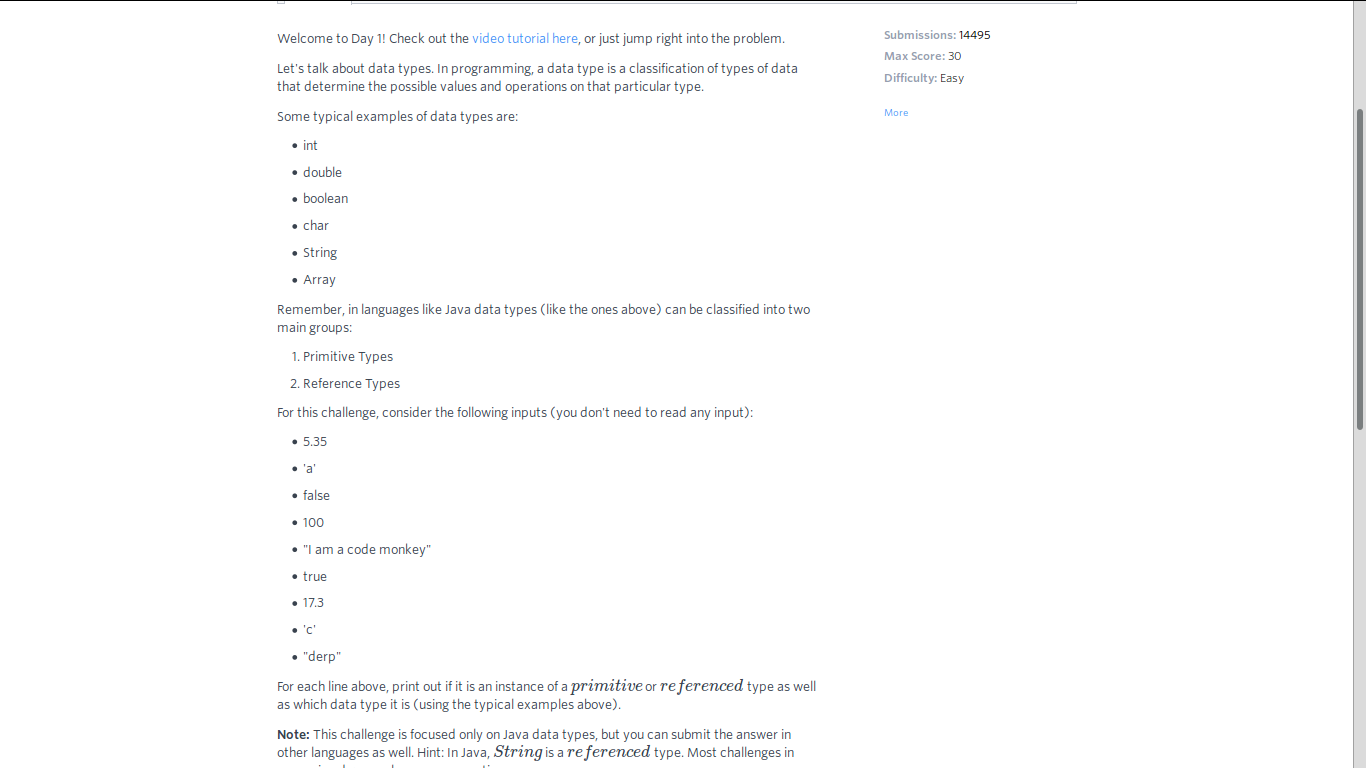 Welcome to Day 1! Check out the video tutorial here, or just jump right into the problem.
Let's talk about data types. In programming, a data type is a classification of types of data
that determine the possible values and operations on that particular type.
Some typical examples of data types are:
• int
• double
• boolean
• char
• String
• Array
Remember, in languages like Java data types (like the ones above) can be classified into two
main groups:
1. Primitive Types
2. Reference Types
For this challenge, consider the following inputs (you don't need to read any input):
• 5.35
• 'a'
• false
• 100
• "I am a code monkey"
• true
• 17.3
• 'c'
• "derp"
For each line above, print out if it is an instance of a primitive or referenced type as well
as which data type it is (using the typical examples above).
Note: This challenge is focused only on Java data types, but you can submit the answer in
other languages as well. Hint: In Java, String is a referenced type. Most challenges in
Submissions: 14495
Max Score: 30
Difficulty: Easy
More